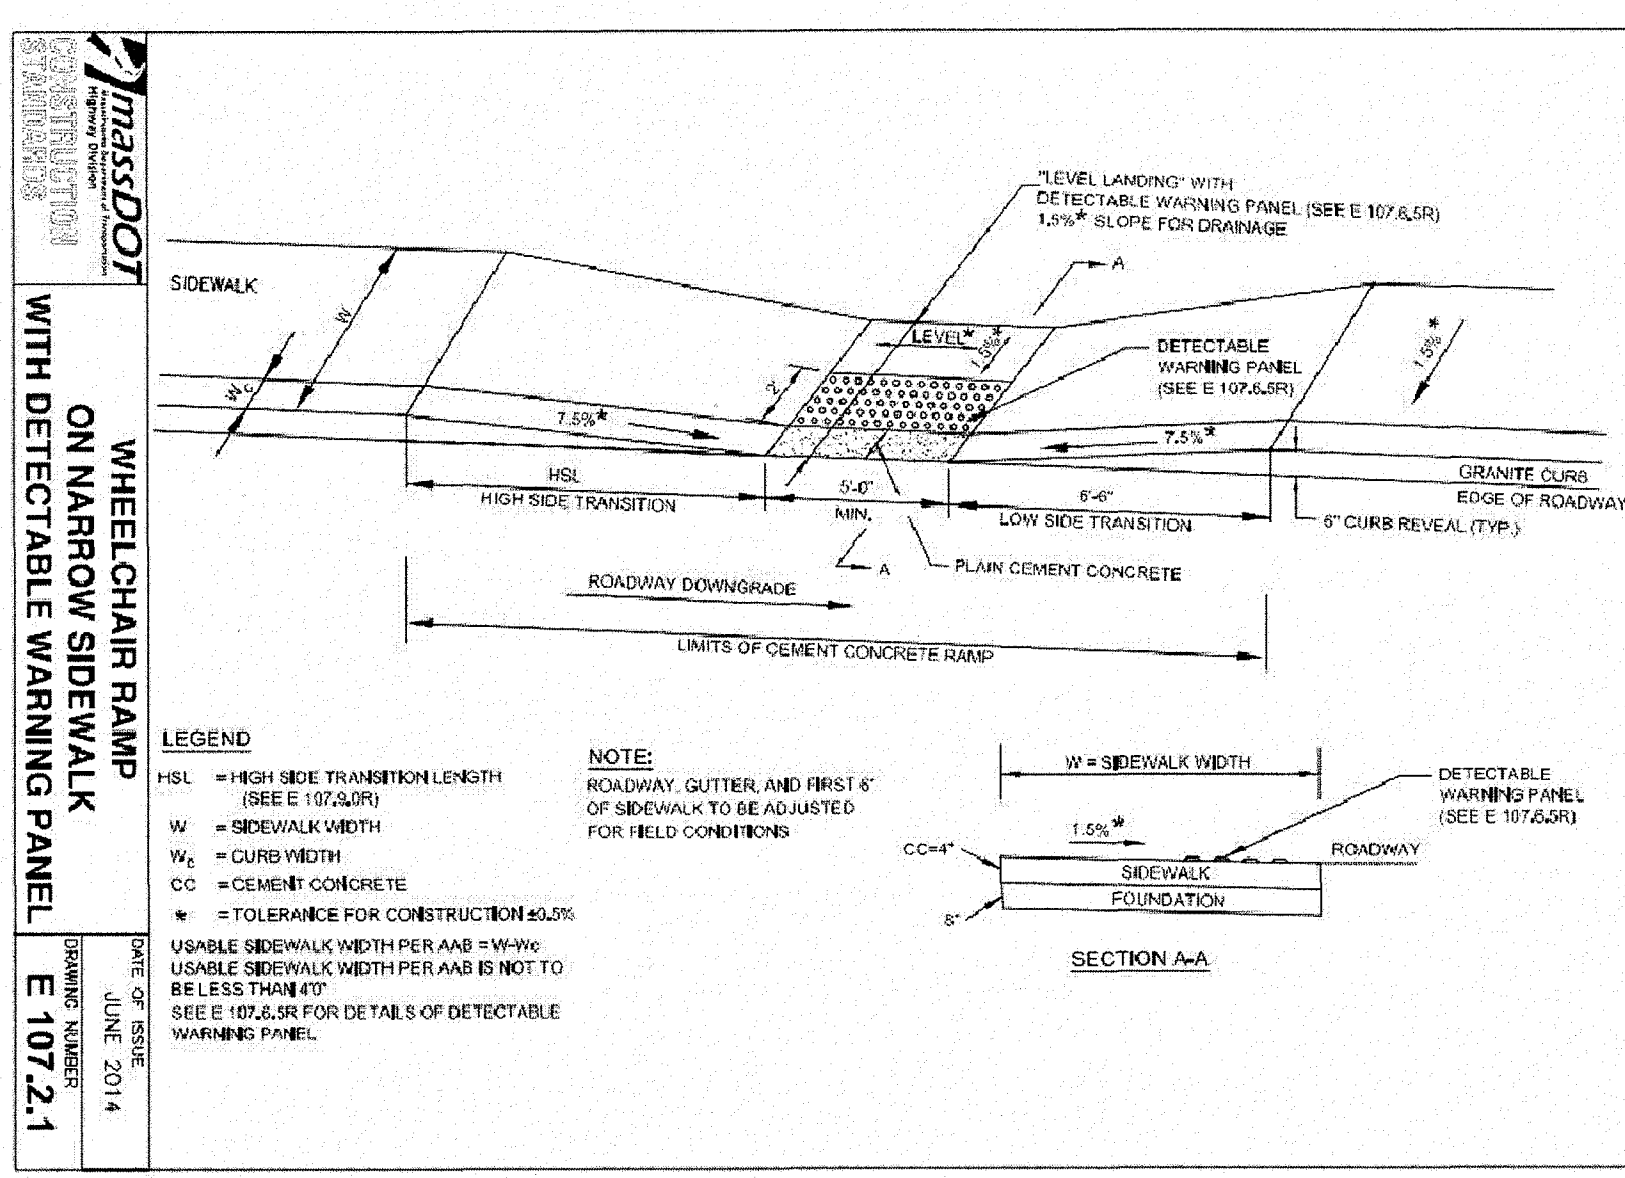 massDOT
Massachusetts Department of Transportation
Highway Division
CONSTRUCTION
STANDARDS
WHEELCHAIR RAMP
ON NARROW SIDEWALK
WITH DETECTABLE WARNING PANEL
DATE OF ISSUE
JUNE 2014
DRAWING NUMBER
E 107.2.1
"LEVEL LANDING" WITH
DETECTABLE WARNING PANEL (SEE E 107.6.5R)
1.5%* SLOPE FOR DRAINAGE
A
SIDEWALK
W
Wc
LEVEL*
1.5%*
2'
DETECTABLE
WARNING PANEL
(SEE E 107.6.5R)
1.5%*
7.5%*
7.5%*
HSL
HIGH SIDE TRANSITION
5'-0"
MIN.
6'-6"
LOW SIDE TRANSITION
GRANITE CURB
EDGE OF ROADWAY
6" CURB REVEAL (TYP.)
A
PLAIN CEMENT CONCRETE
ROADWAY DOWNGRADE
LIMITS OF CEMENT CONCRETE RAMP
LEGEND
HSL = HIGH SIDE TRANSITION LENGTH
(SEE E 107.9.0R)
W = SIDEWALK WIDTH
Wc = CURB WIDTH
CC = CEMENT CONCRETE
* = TOLERANCE FOR CONSTRUCTION ±0.5%
USABLE SIDEWALK WIDTH PER AAB = W-Wc
USABLE SIDEWALK WIDTH PER AAB IS NOT TO
BE LESS THAN 4'0"
SEE E 107.6.5R FOR DETAILS OF DETECTABLE
WARNING PANEL
NOTE:
ROADWAY, GUTTER, AND FIRST 6"
OF SIDEWALK TO BE ADJUSTED
FOR FIELD CONDITIONS
W = SIDEWALK WIDTH
DETECTABLE
WARNING PANEL
(SEE E 107.6.5R)
1.5%*
CC=4"
ROADWAY
SIDEWALK
FOUNDATION
8"
SECTION A-A